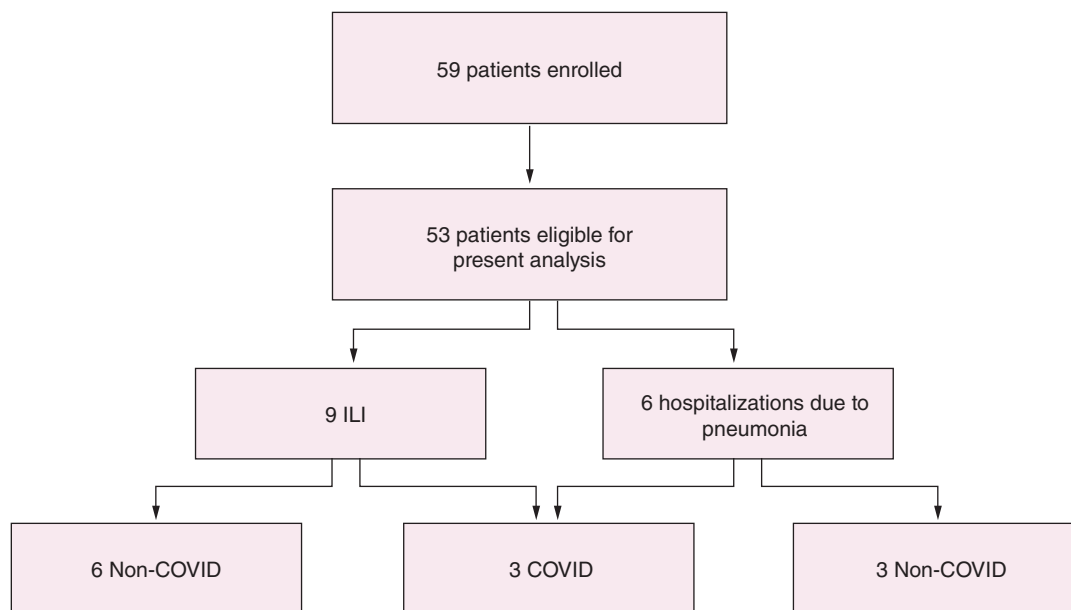 59 patients enrolled
53 patients eligible for
present analysis
9 ILI
6 hospitalizations due to
pneumonia
6 Non-COVID
3 COVID
3 Non-COVID